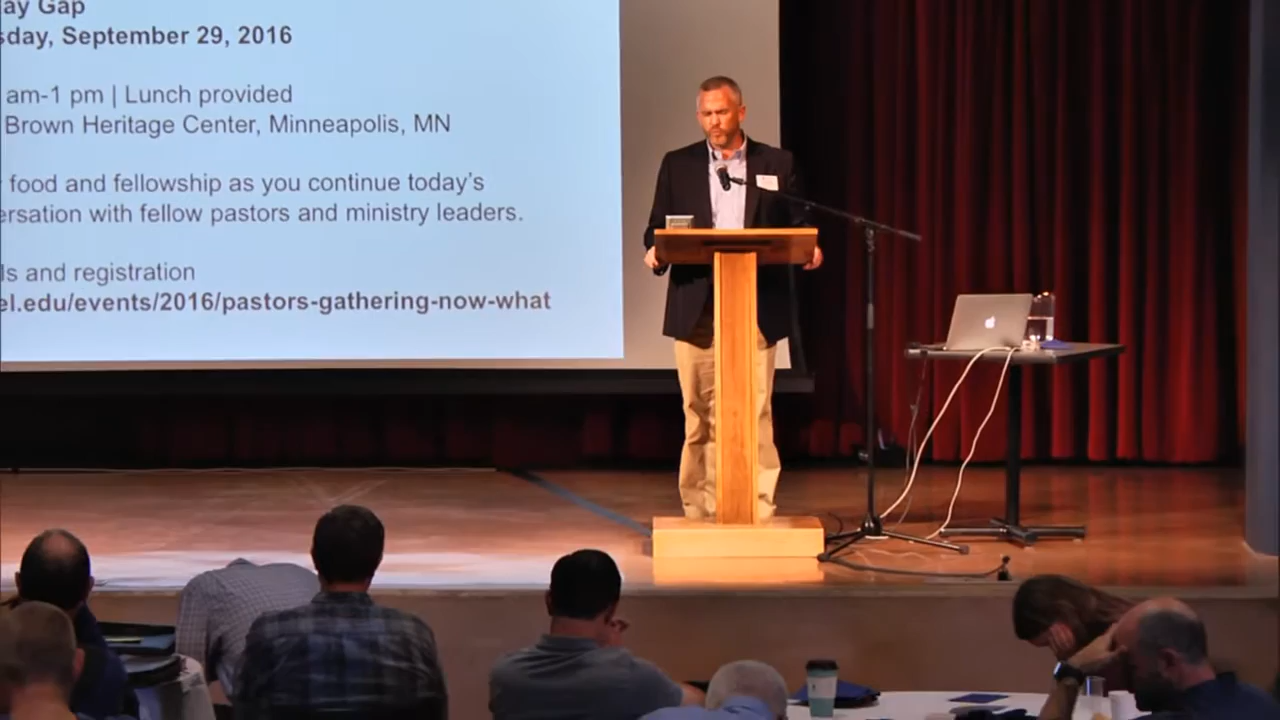 ay Gap
sday, September 29, 2016
am-1 pm | Lunch provided
Brown Heritage Center, Minneapolis, MN
food and fellowship as you continue today's
ersation with fellow pastors and ministry leaders.
ls and registration
el.edu/events/2016/pastors-gathering-now-what